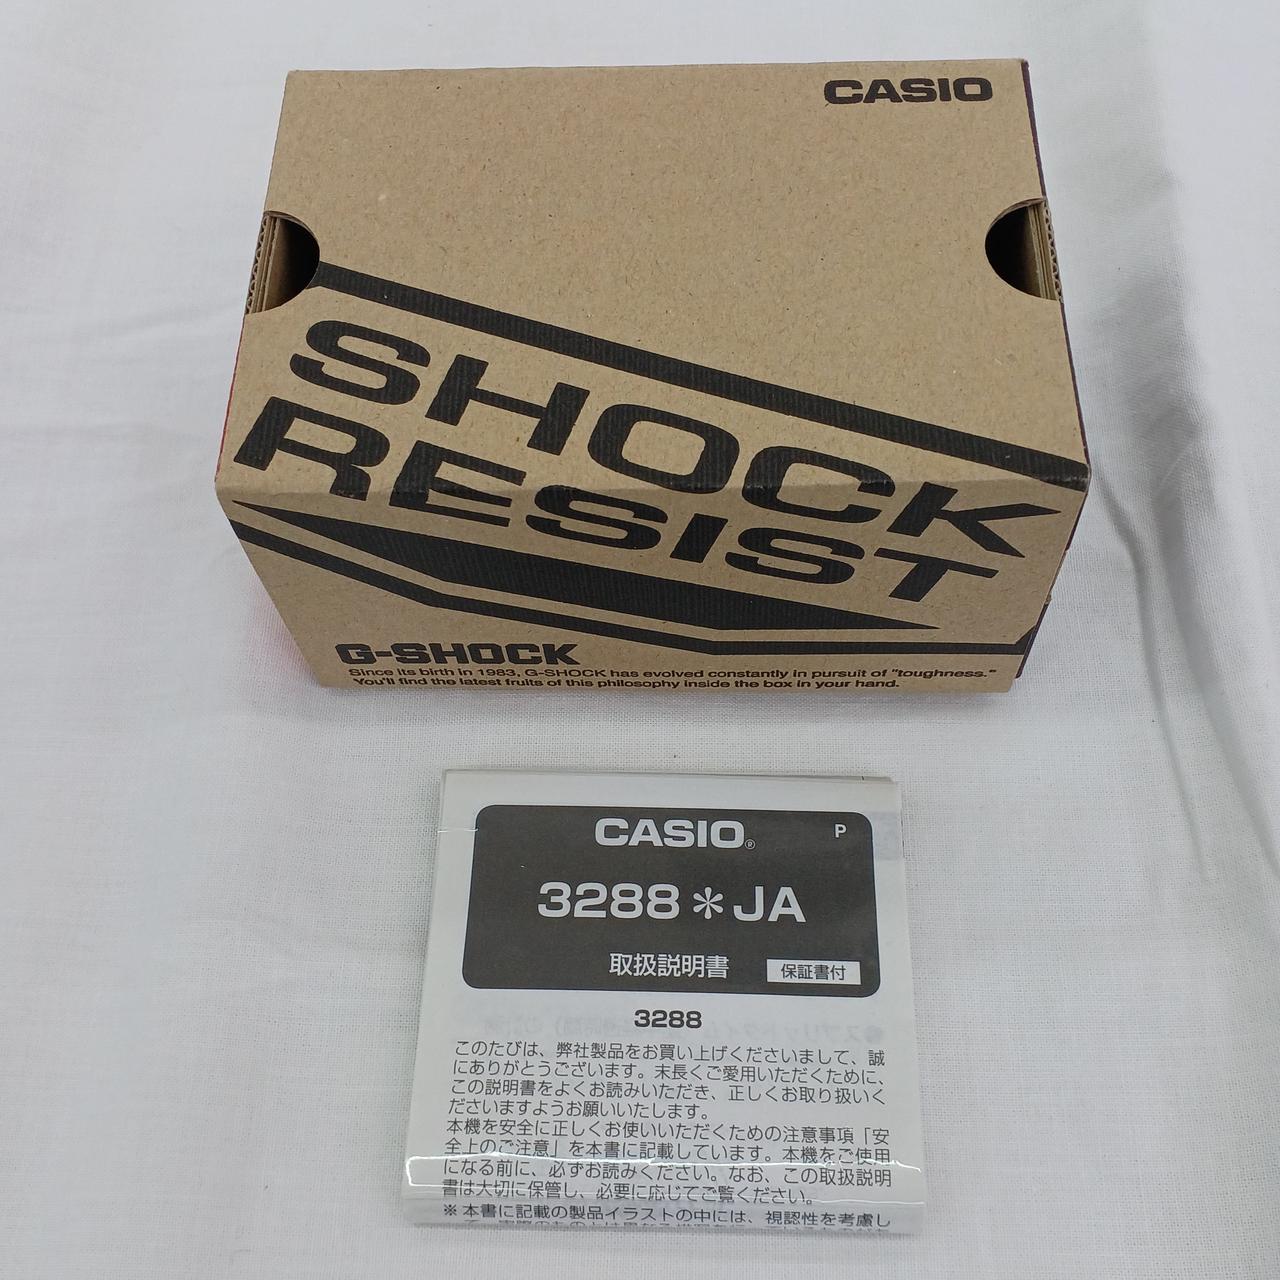 CASIO
SHOCK
RESIST
G-SHOCK
Since its birth in 1983, G-SHOCK has evolved constantly in pursuit of "toughness."
You'll find the latest fruits of this philosophy inside the box in your hand.
CASIO® P
3288*JA
取扱説明書 保証書付
3288
このたびは、弊社製品をお買い上げくださいまして、誠
にありがとうございます。末長くご愛用いただくために、
この説明書をよくお読みいただき、正しくお取り扱いく
ださいますようお願いいたします。
本機を安全に正しくお使いいただくための注意事項「安
全上のご注意」を本書に記載しています。本機をご使用
になる前に、必ずお読みください。なお、この取扱説明
書は大切に保管し、必要に応じてご覧ください。
※本書に記載の製品イラストの中には、視認性を考慮し